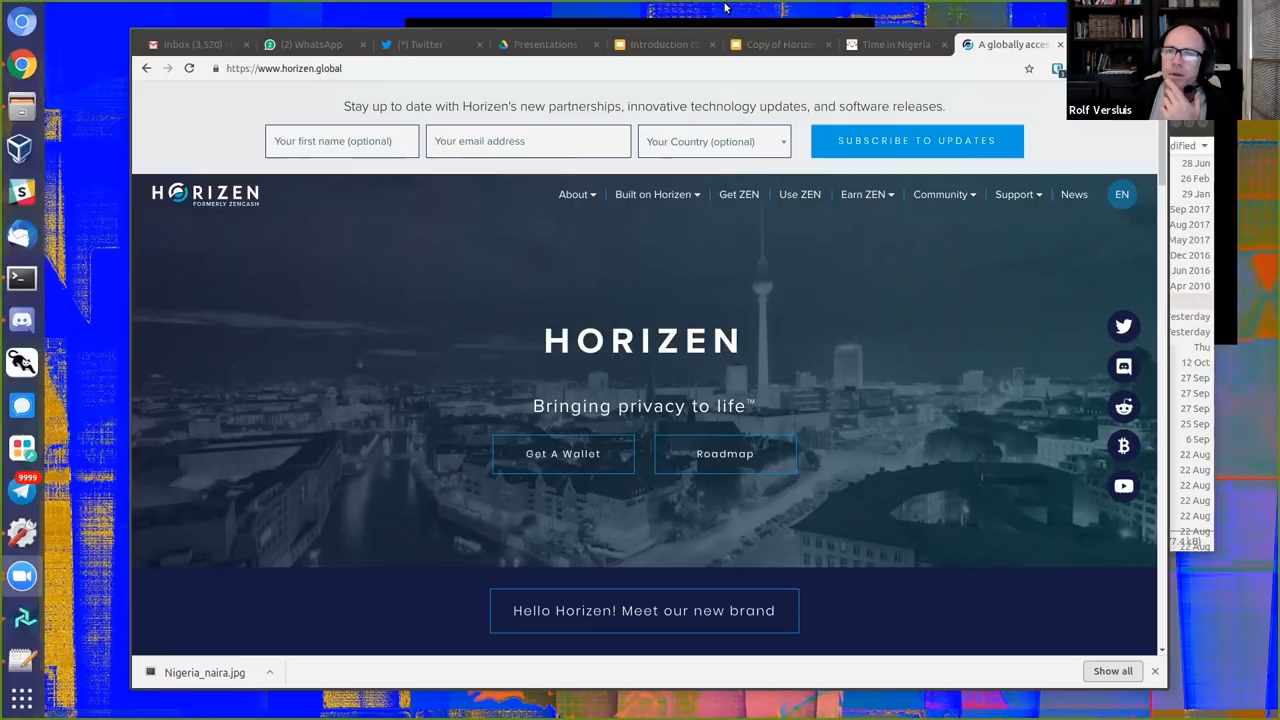 Inbox (3,520)
(2) WhatsApp
(*) Twitter
Presentations
Introduction to
Copy of Horize
Time in Nigeria
A globally acces
https://www.horizen.global
Rolf Versluis
Stay up to date with Horizen's new partnerships, innovative technology updates, and software releases.
Your first name (optional)
Your email address
Your Country (optional)
SUBSCRIBE TO UPDATES
HORIZEN
FORMERLY ZENCASH
About
Built on Horizen
Get ZEN
Use ZEN
Earn ZEN
Community
Support
News
EN
HORIZEN
Bringing privacy to life™
Get A Wallet
Roadmap
Hello Horizen! Meet our new brand
Nigeria_naira.jpg
Show all
9999
dified
28 Jun
26 Feb
29 Jan
Sep 2017
Aug 2017
May 2017
Dec 2016
Jun 2016
Apr 2010
esterday
esterday
Thu
12 Oct
27 Sep
27 Sep
27 Sep
25 Sep
6 Sep
22 Aug
22 Aug
22 Aug
22 Aug
22 Aug
22 Aug
22 Aug